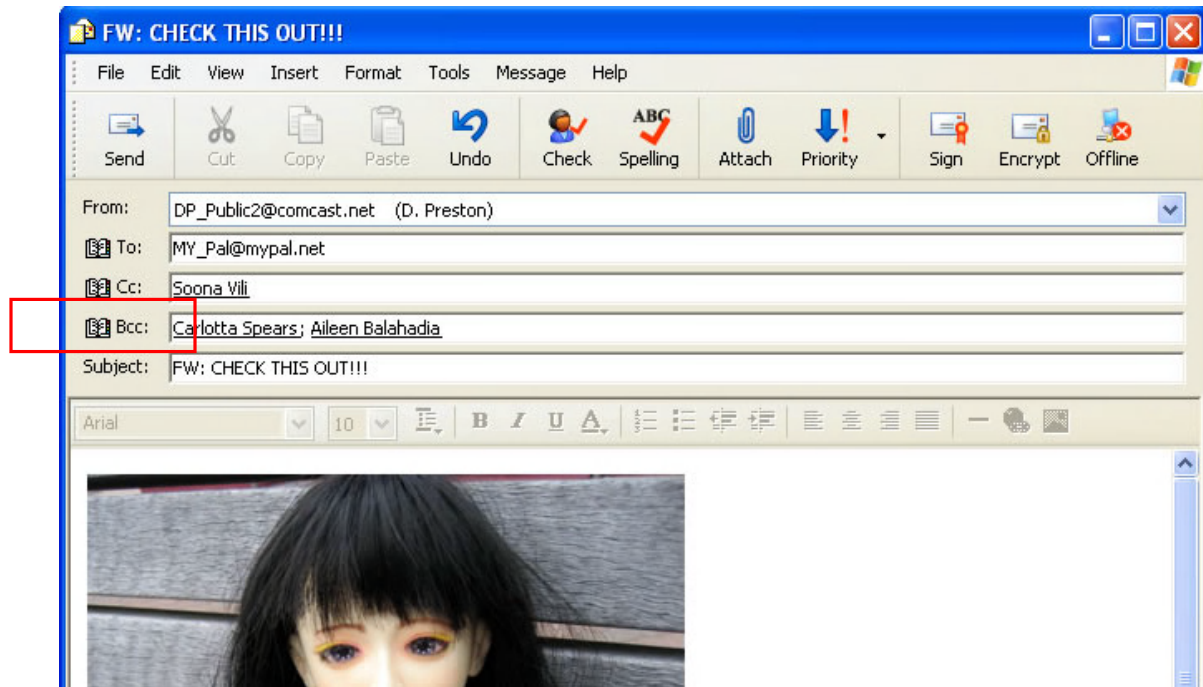 FW: CHECK THIS OUT!!!
File Edit View Insert Format Tools Message Help
ABC
Send Cut Copy Paste Undo Check Spelling Attach Priority Sign Encrypt Offline
From: DP_Public2@comcast.net (D. Preston)
To: MY_Pal@mypal.net
Cc: Soona Vili
Bcc: Carlotta Spears; Aileen Balahadia
Subject: FW: CHECK THIS OUT!!!
Arial 10 B I U A